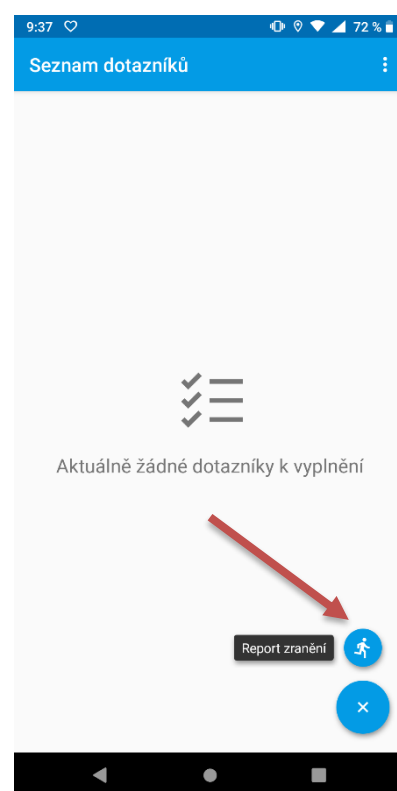 9:37 72 %
Seznam dotazníků
Aktuálně žádné dotazníky k vyplnění
Report zranění